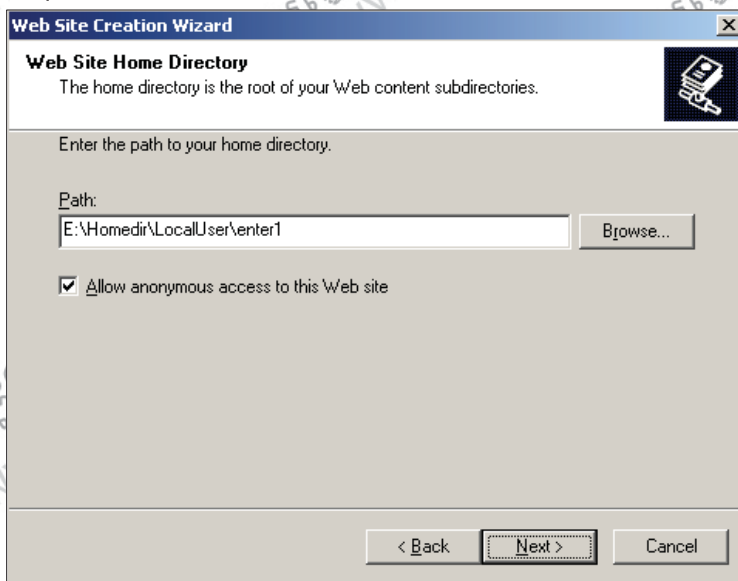 Web Site Creation Wizard
Web Site Home Directory
The home directory is the root of your Web content subdirectories.
Enter the path to your home directory.
Path:
E:\Homedir\LocalUser\enter1
Browse...
Allow anonymous access to this Web site
< Back Next > Cancel